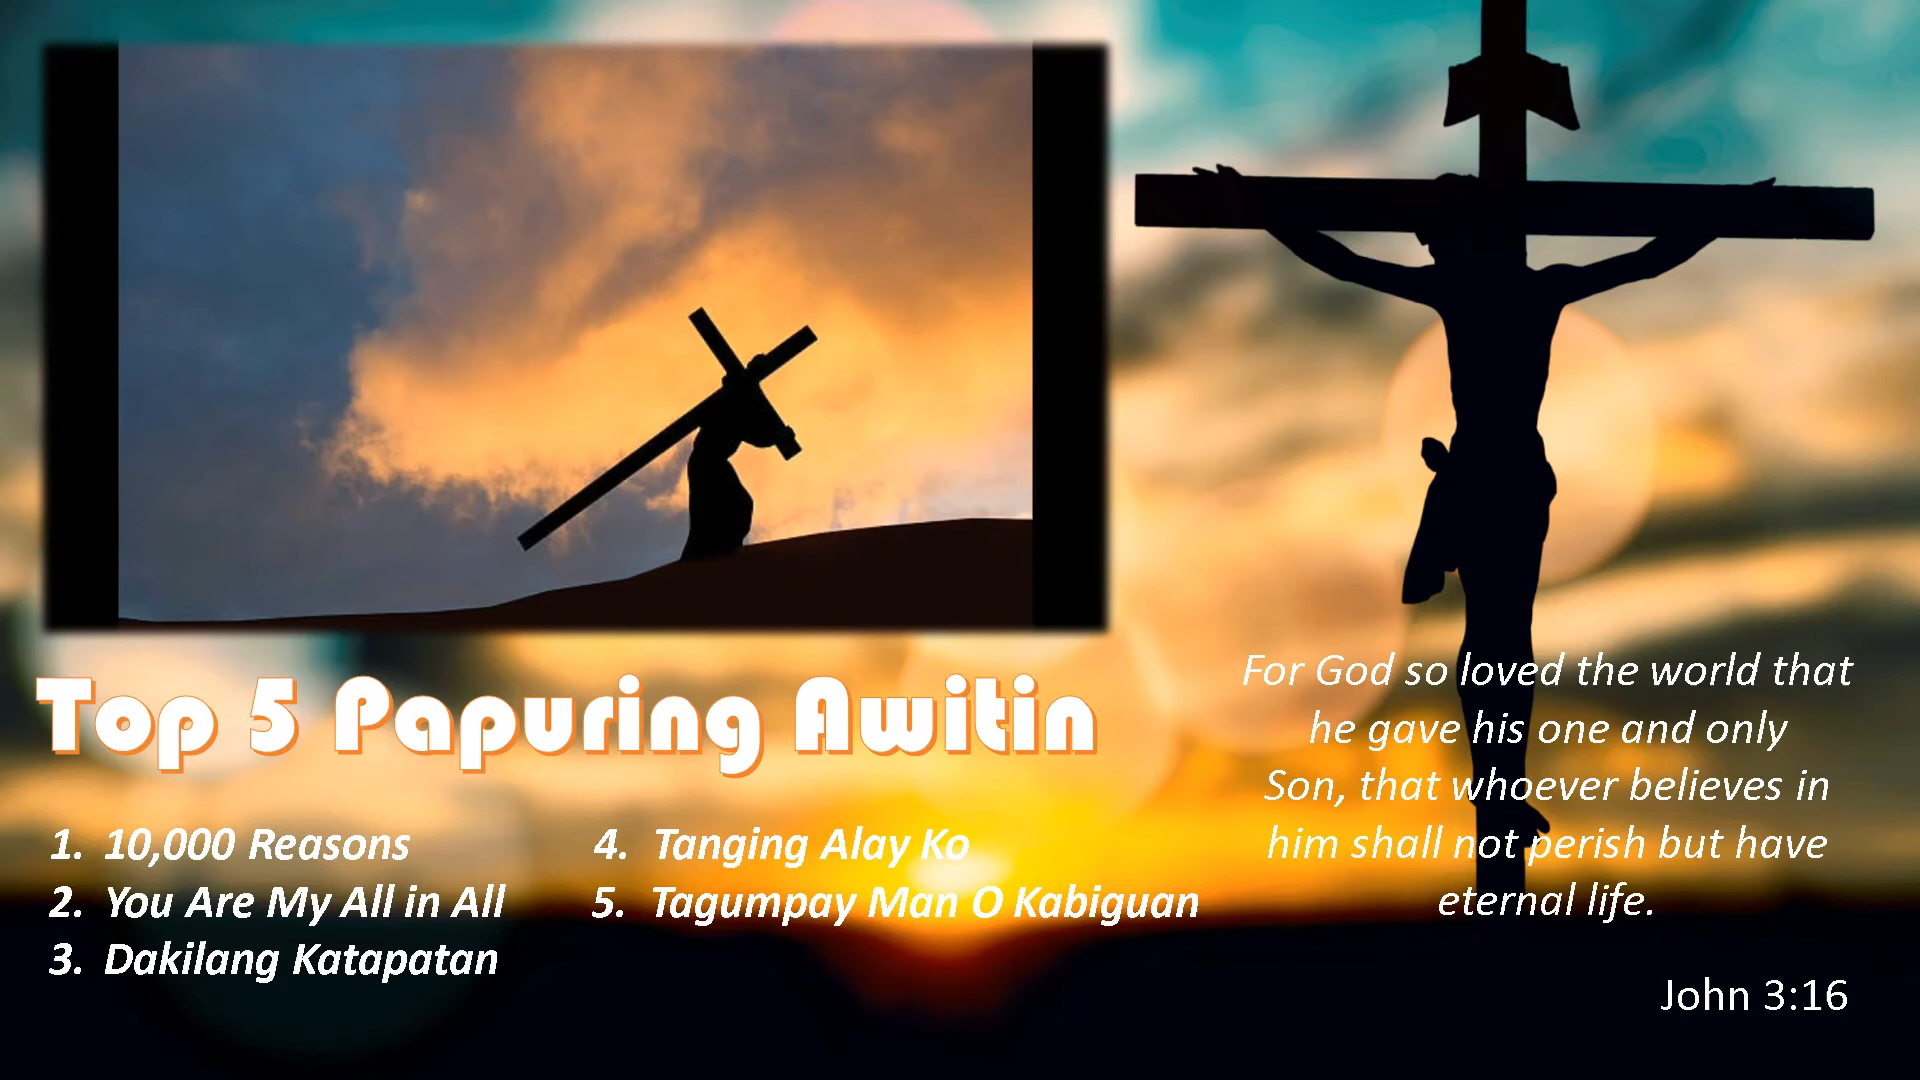 Top 5 Papuring Awitin
1. 10,000 Reasons
2. You Are My All in All
3. Dakilang Katapatan
4. Tanging Alay Ko
5. Tagumpay Man O Kabiguan
For God so loved the world that
he gave his one and only
Son, that whoever believes in
him shall not perish but have
eternal life.
John 3:16